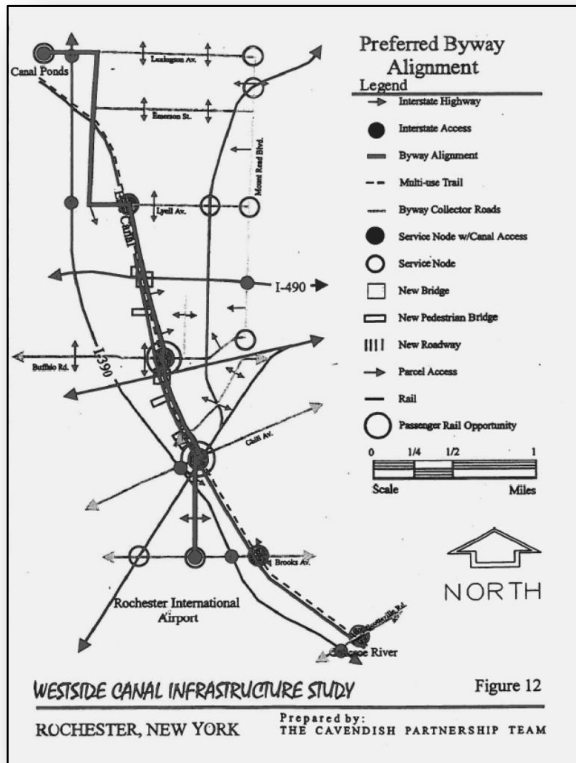 Preferred Byway
Alignment
Legend
Interstate Highway
Interstate Access
Byway Alignment
Multi-use Trail
Byway Collector Roads
Service Node w/Canal Access
Service Node
New Bridge
New Pedestrian Bridge
New Roadway
Parcel Access
Rail
Passenger Rail Opportunity
0 1/4 1/2 1
Scale Miles
NORTH
Canal Ponds
Lexington Av.
Emerson St.
Mount Read Blvd.
Lyell Av.
Canal
I-490
I-390
Buffalo Rd.
Chili Av.
Brooks Av.
Rochester International
Airport
River
WESTSIDE CANAL INFRASTRUCTURE STUDY
Figure 12
ROCHESTER, NEW YORK
Prepared by:
THE CAVENDISH PARTNERSHIP TEAM